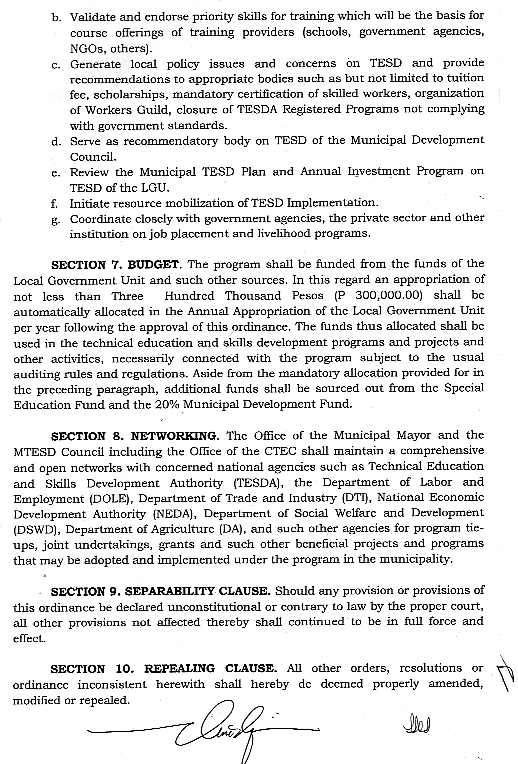 b. Validate and endorse priority skills for training which will be the basis for
course offerings of training providers (schools, government agencies,
NGOs, others).
c. Generate local policy issues and concerns on TESD and provide
recommendations to appropriate bodies such as but not limited to tuition
fee, scholarships, mandatory certification of skilled workers, organization
of Workers Guild, closure of TESDA Registered Programs not complying
with government standards.
d. Serve as recommendatory body on TESD of the Municipal Development
Council.
e. Review the Municipal TESD Plan and Annual Investment Program on
TESD of the LGU.
f. Initiate resource mobilization of TESD Implementation.
g. Coordinate closely with government agencies, the private sector and other
institution on job placement and livelihood programs.
SECTION 7. BUDGET. The program shall be funded from the funds of the
Local Government Unit and such other sources. In this regard an appropriation of
not less than Three Hundred Thousand Pesos (P 300,000.00) shall be
automatically allocated in the Annual Appropriation of the Local Government Unit
per year following the approval of this ordinance. The funds thus allocated shall be
used in the technical education and skills development programs and projects and
other activities, necessarily connected with the program subject to the usual
auditing rules and regulations. Aside from the mandatory allocation provided for in
the preceding paragraph, additional funds shall be sourced out from the Special
Education Fund and the 20% Municipal Development Fund.
SECTION 8. NETWORKING. The Office of the Municipal Mayor and the
MTESD Council including the Office of the CTEC shall maintain a comprehensive
and open networks with concerned national agencies such as Technical Education
and Skills Development Authority (TESDA), the Department of Labor and
Employment (DOLE), Department of Trade and Industry (DTI), National Economic
Development Authority (NEDA), Department of Social Welfare and Development
(DSWD), Department of Agriculture (DA), and such other agencies for program tie-
ups, joint undertakings, grants and such other beneficial projects and programs
that may be adopted and implemented under the program in the municipality.
SECTION 9. SEPARABILITY CLAUSE. Should any provision or provisions of
this ordinance be declared unconstitutional or contrary to law by the proper court,
all other provisions not affected thereby shall continued to be in full force and
effect.
SECTION 10. REPEALING CLAUSE. All other orders, resolutions or
ordinance inconsistent herewith shall hereby de deemed properly amended,
modified or repealed.